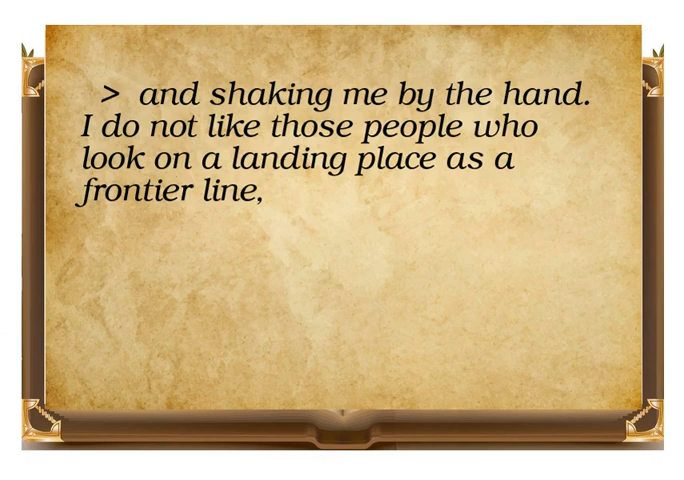 > and shaking me by the hand.
I do not like those people who
look on a landing place as a
frontier line,